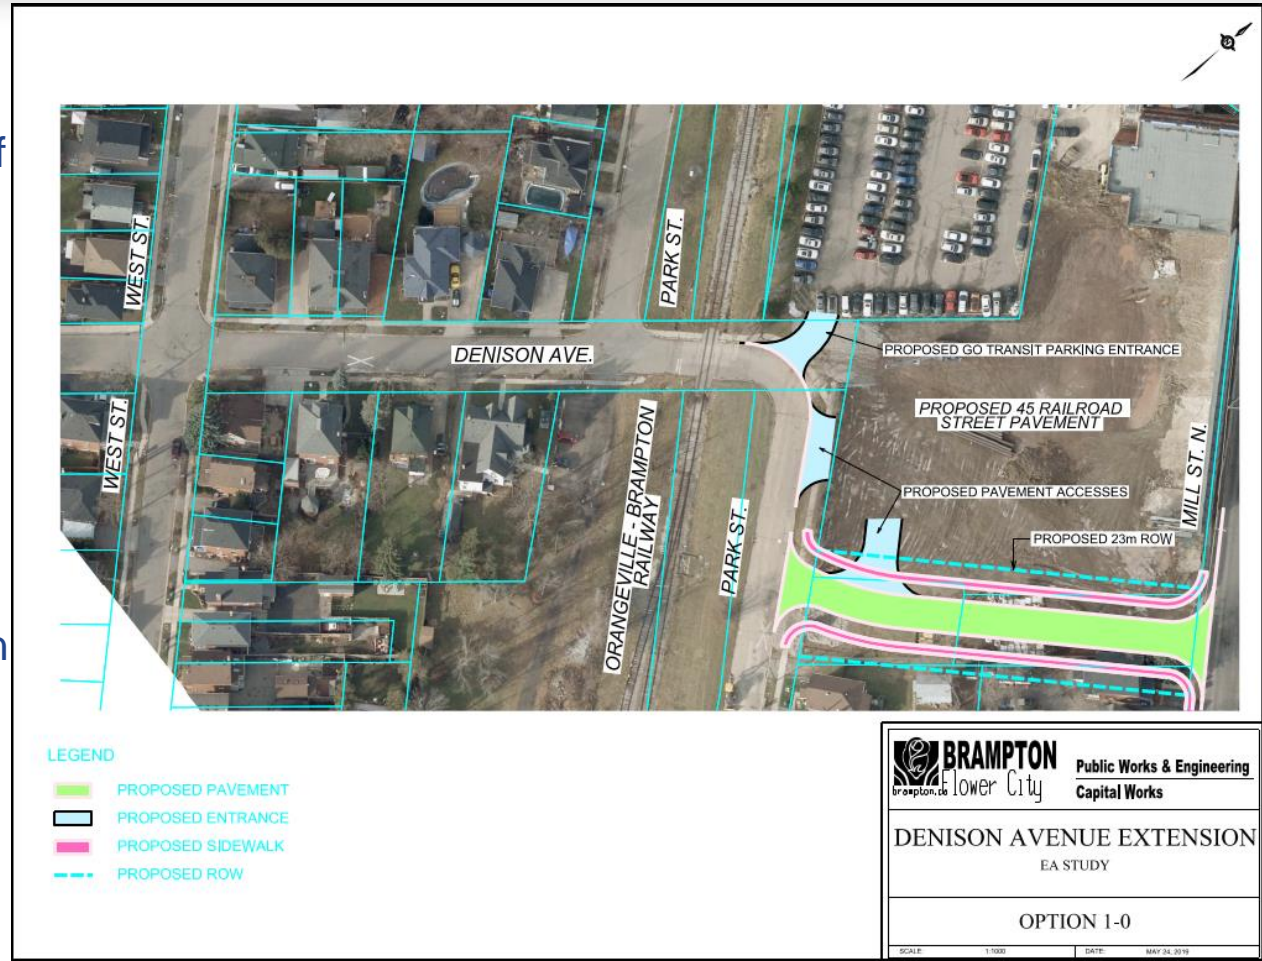 f
n
WEST ST.
PARK ST.
DENISON AVE.
PROPOSED GO TRANSIT PARKING ENTRANCE
WEST ST.
PROPOSED 45 RAILROAD
STREET PAVEMENT
ORANGEVILLE - BRAMPTON
RAILWAY
MILL ST. N.
PROPOSED PAVEMENT ACCESSES
PARK ST.
PROPOSED 23m ROW
LEGEND
PROPOSED PAVEMENT
PROPOSED ENTRANCE
PROPOSED SIDEWALK
PROPOSED ROW
BRAMPTON
brampton.ca Flower City
Public Works & Engineering
Capital Works
DENISON AVENUE EXTENSION
EA STUDY
OPTION 1-0
SCALE 1:1000 DATE: MAY 24, 2016